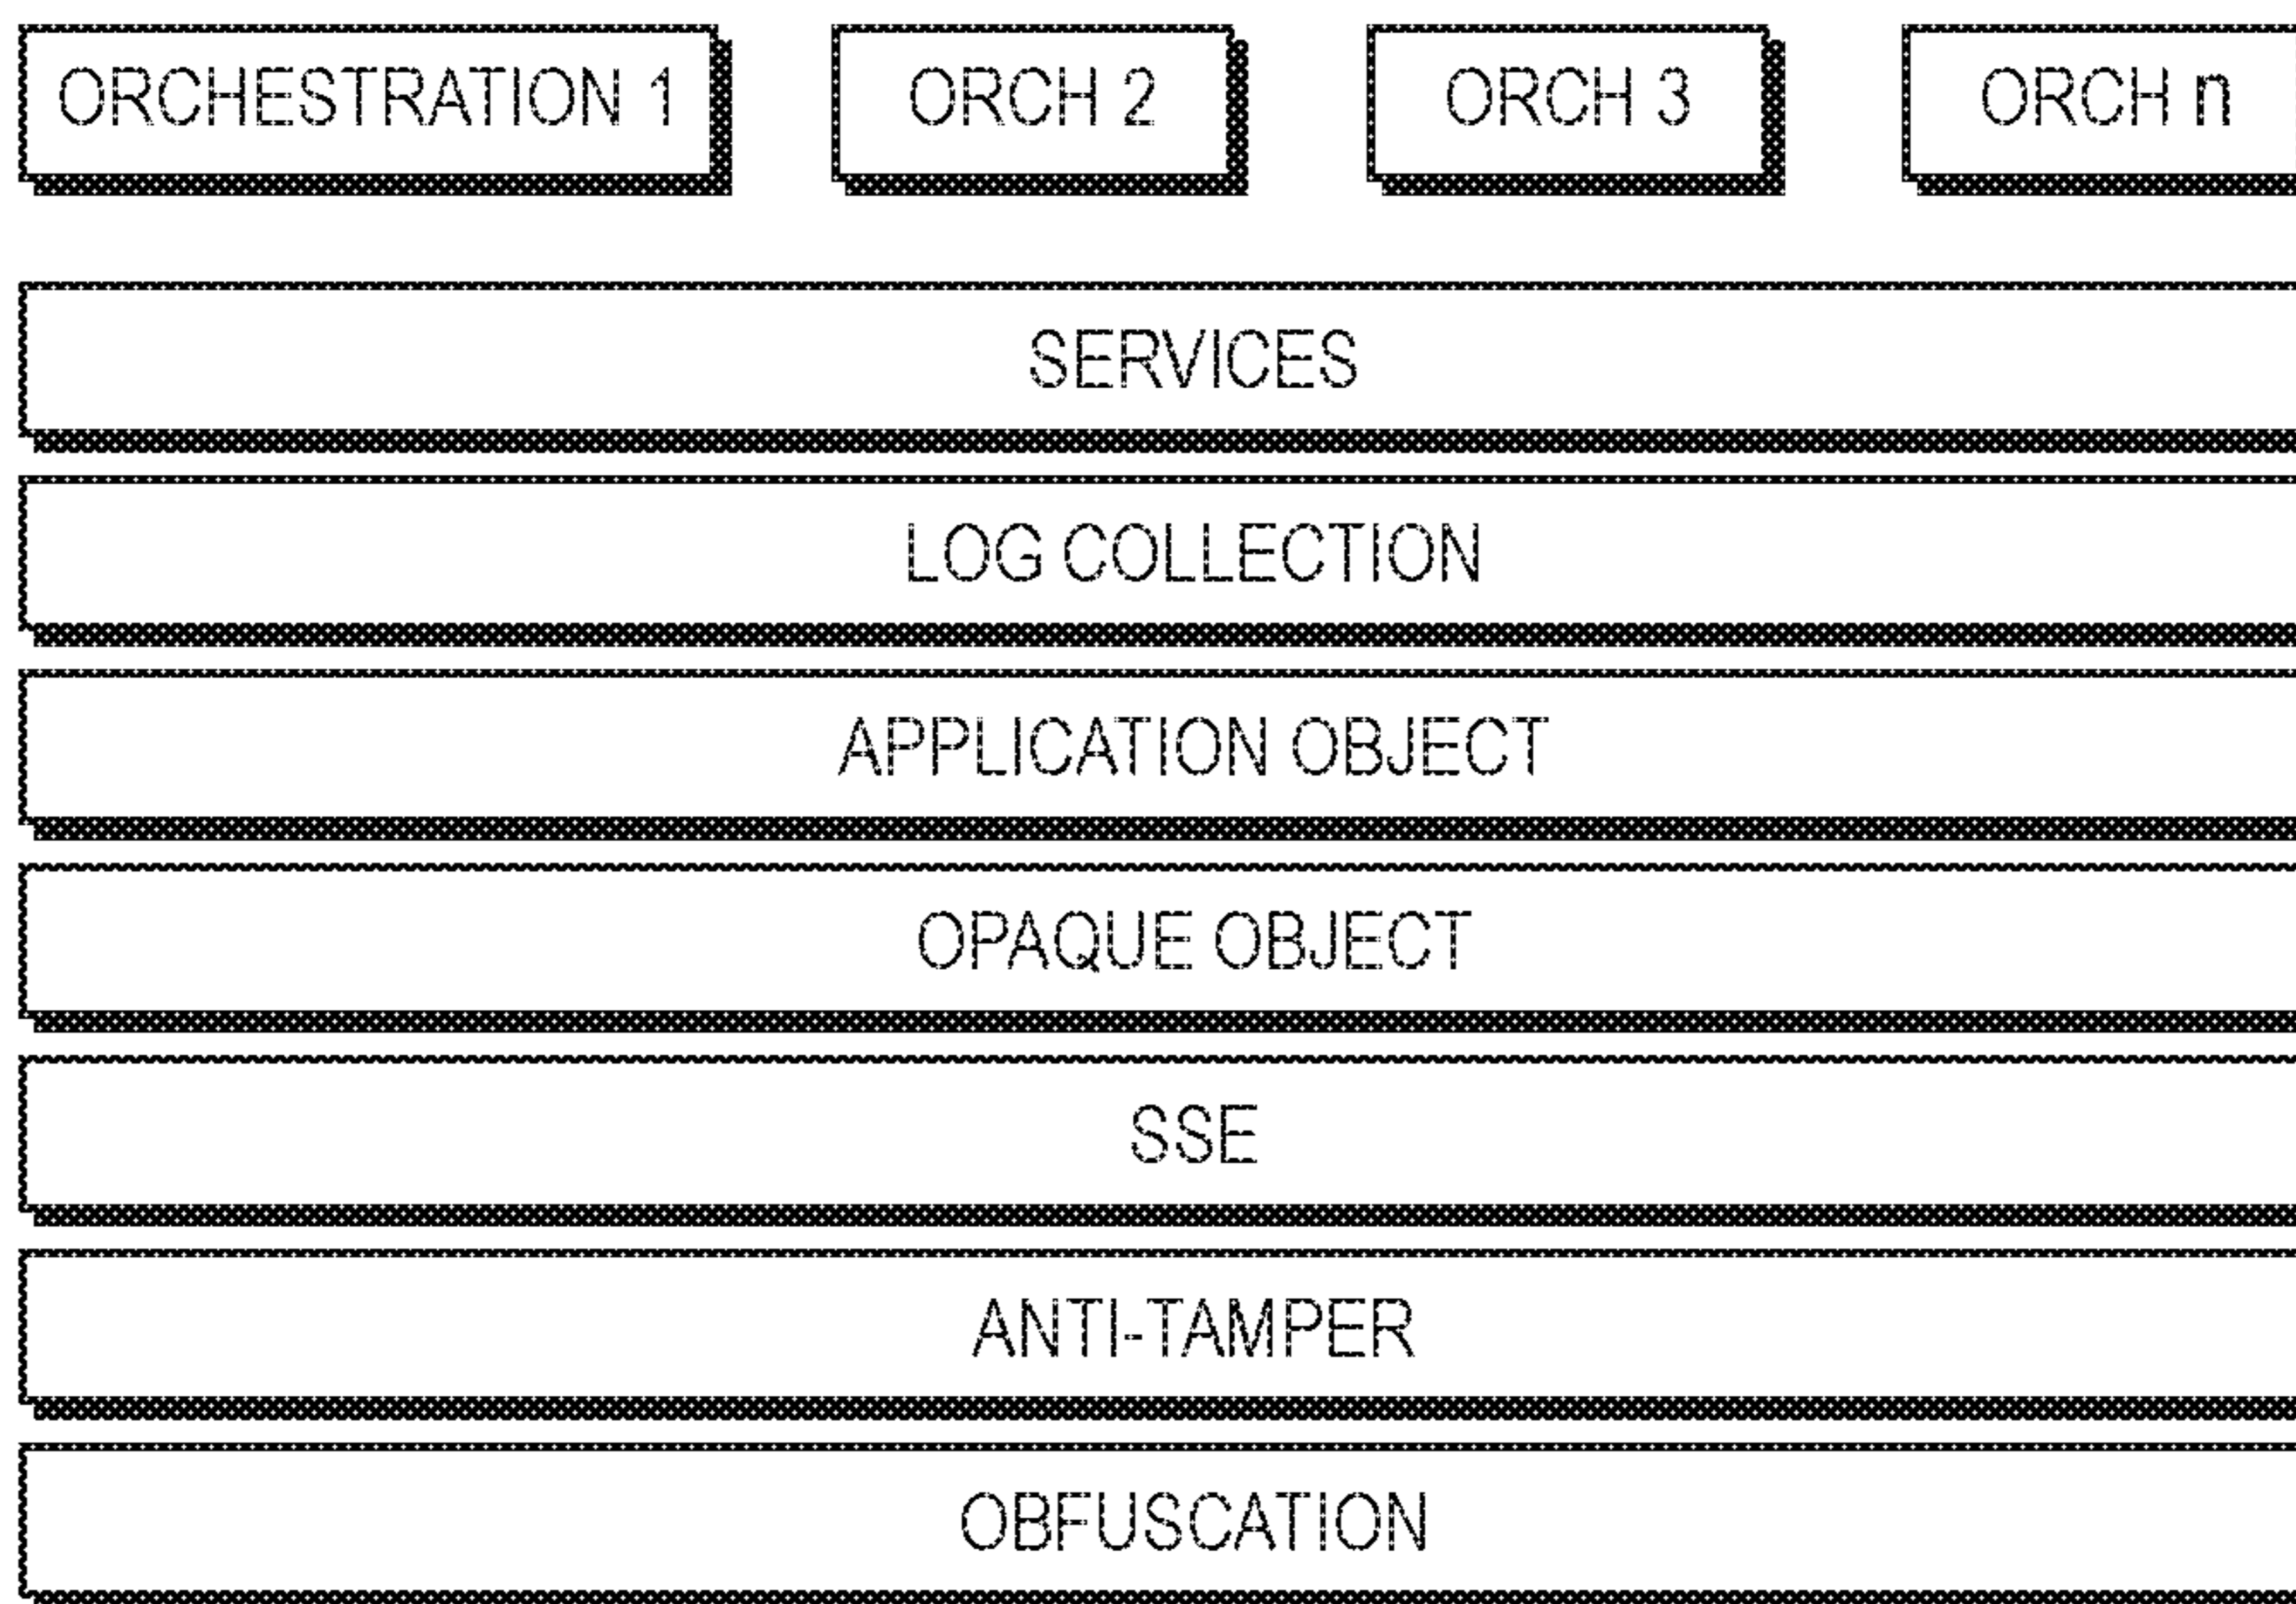 ORCHESTRATION 1 ORCH 2 ORCH 3 ORCH n
SERVICES
LOG COLLECTION
APPLICATION OBJECT
OPAQUE OBJECT
SSE
ANTI-TAMPER
OBFUSCATION